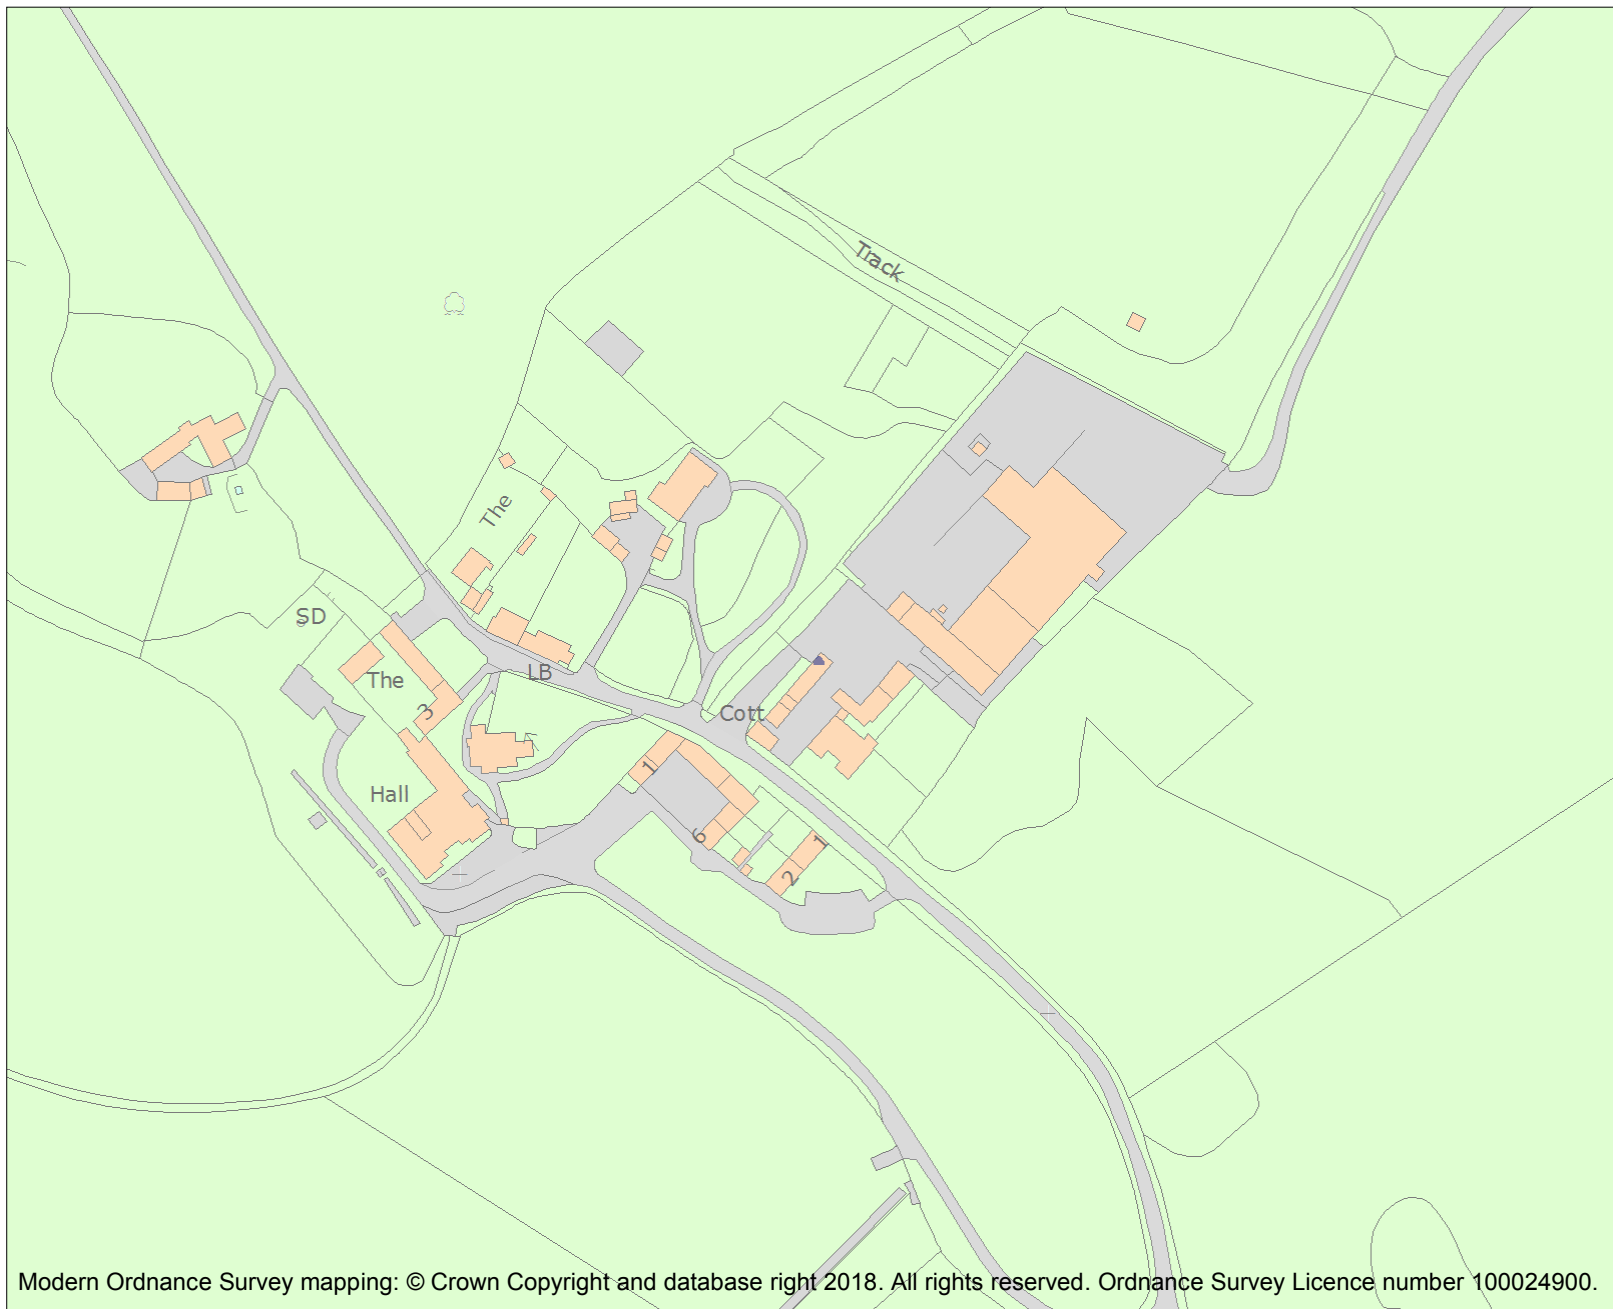 Track
The
SD
The
LB
3
Cott
1
Hall
6
1
2
Modern Ordnance Survey mapping: © Crown Copyright and database right 2018. All rights reserved. Ordnance Survey Licence number 100024900.